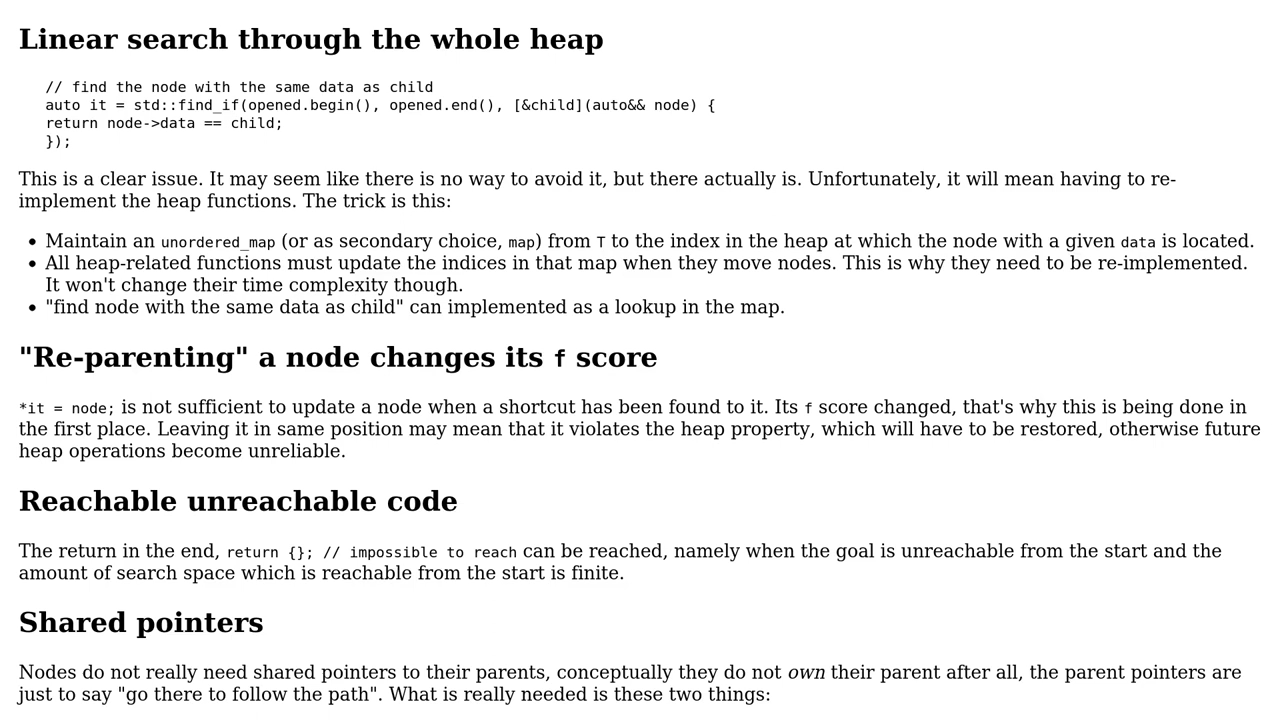 Linear search through the whole heap
// find the node with the same data as child
auto it = std::find_if(opened.begin(), opened.end(), [&child](auto&& node) {
return node->data == child;
});
This is a clear issue. It may seem like there is no way to avoid it, but there actually is. Unfortunately, it will mean having to re-
implement the heap functions. The trick is this:
• Maintain an unordered_map (or as secondary choice, map) from T to the index in the heap at which the node with a given data is located.
• All heap-related functions must update the indices in that map when they move nodes. This is why they need to be re-implemented.
It won't change their time complexity though.
• "find node with the same data as child" can implemented as a lookup in the map.
"Re-parenting" a node changes its f score
*it = node; is not sufficient to update a node when a shortcut has been found to it. Its f score changed, that's why this is being done in
the first place. Leaving it in same position may mean that it violates the heap property, which will have to be restored, otherwise future
heap operations become unreliable.
Reachable unreachable code
The return in the end, return {}; // impossible to reach can be reached, namely when the goal is unreachable from the start and the
amount of search space which is reachable from the start is finite.
Shared pointers
Nodes do not really need shared pointers to their parents, conceptually they do not own their parent after all, the parent pointers are
just to say "go there to follow the path". What is really needed is these two things: